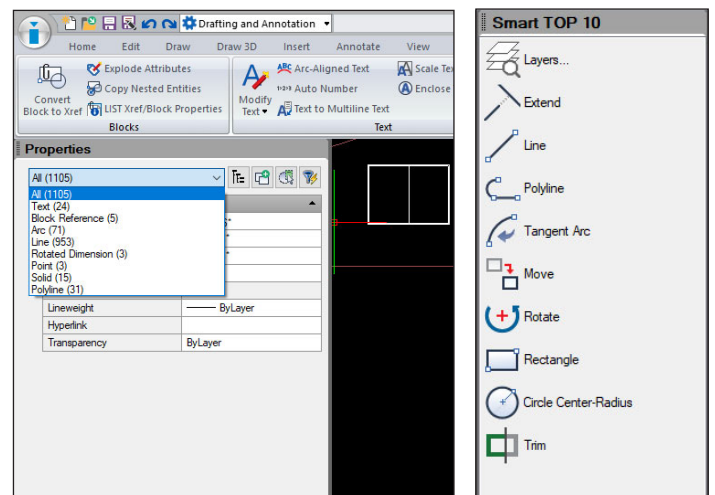 Drafting and Annotation
Home Edit Draw Draw 3D Insert Annotate View
Convert Block to Xref
Explode Attributes
Copy Nested Entities
LIST Xref/Block Properties
Blocks
Modify Text
ABC Arc-Aligned Text
Auto Number
Text to Multiline Text
Scale Te
Enclose
Text
Properties
All (1105)
All (1105)
Text (24)
Block Reference (5)
Arc (71)
Line (953)
Rotated Dimension (3)
Point (3)
Solid (15)
Polyline (31)
Lineweight ByLayer
Hyperlink
Transparency ByLayer
Smart TOP 10
Layers...
Extend
Line
Polyline
Tangent Arc
Move
Rotate
Rectangle
Circle Center-Radius
Trim